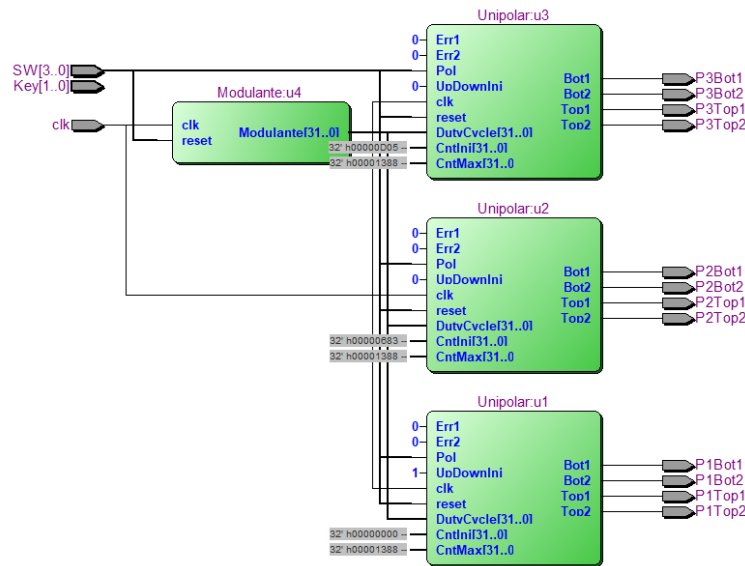 SW[3..0]
Key[1..0]
clk
Modulante:u4
clk
reset
Modulante[31..0]
Unipolar:u3
0
Err1
0
Err2
Pol
0
UpDownIni
clk
reset
DutyCycle[31..0]
32' h00000D05 --
CntIni[31..0]
32' h00001388 --
CntMax[31..0
Bot1
Bot2
Top1
Top2
P3Bot1
P3Bot2
P3Top1
P3Top2
Unipolar:u2
0
Err1
0
Err2
Pol
0
UpDownIni
clk
reset
DutyCycle[31..0]
32' h00000683 --
CntIni[31..0]
32' h00001388 --
CntMax[31..0
Bot1
Bot2
Top1
Top2
P2Bot1
P2Bot2
P2Top1
P2Top2
Unipolar:u1
0
Err1
0
Err2
Pol
1
UpDownIni
clk
reset
DutyCycle[31..0]
32' h00000000 --
CntIni[31..0]
32' h00001388 --
CntMax[31..0
Bot1
Bot2
Top1
Top2
P1Bot1
P1Bot2
P1Top1
P1Top2